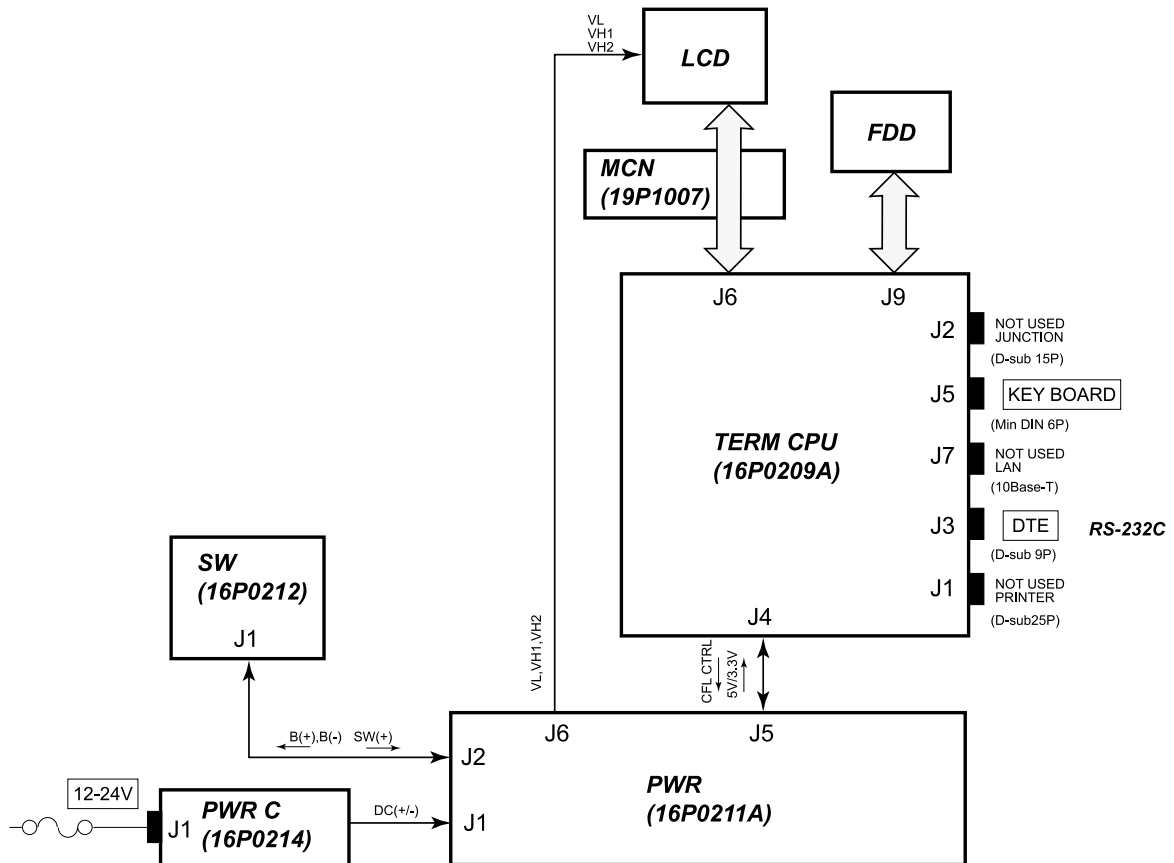 VL
VH1
VH2
LCD
FDD
MCN
(19P1007)
J6
J9
J2
NOT USED
JUNCTION
(D-sub 15P)
J5
KEY BOARD
(Min DIN 6P)
TERM CPU
(16P0209A)
J7
NOT USED
LAN
(10Base-T)
J3
DTE
RS-232C
(D-sub 9P)
J1
NOT USED
PRINTER
(D-sub25P)
J4
SW
(16P0212)
J1
VL,VH1,VH2
CFL CTRL
5V/3.3V
B(+),B(-)
SW(+)
J6
J5
J2
PWR
(16P0211A)
J1
12-24V
J1
PWR C
(16P0214)
DC(+/-)